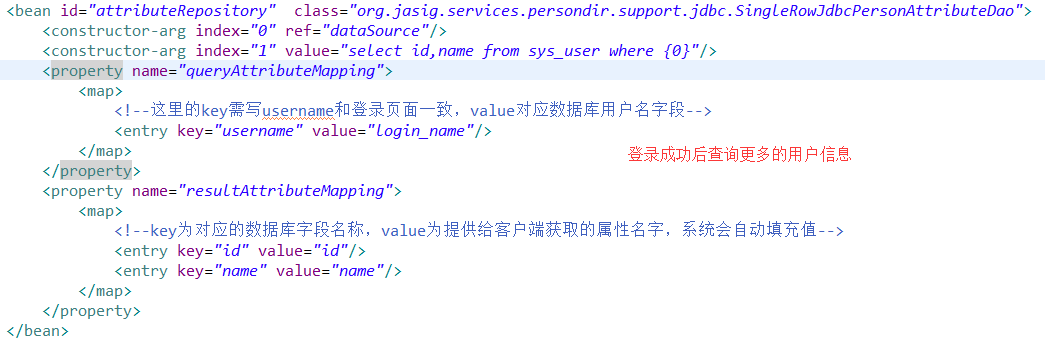 <bean id="attributeRepository"  class="org.jasig.services.persondir.support.jdbc.SingleRowJdbcPersonAttributeDao">
    <constructor-arg index="0" ref="dataSource"/>
    <constructor-arg index="1" value="select id,name from sys_user where {0}"/>
    <property name="queryAttributeMapping">
        <map>
            <!--这里的key需写username和登录页面一致，value对应数据库用户名字段-->
            <entry key="username" value="login_name"/>
        </map>
登录成功后查询更多的用户信息
    </property>
    <property name="resultAttributeMapping">
        <map>
            <!--key为对应的数据库字段名称，value为提供给客户端获取的属性名字，系统会自动填充值-->
            <entry key="id" value="id"/>
            <entry key="name" value="name"/>
        </map>
    </property>
</bean>